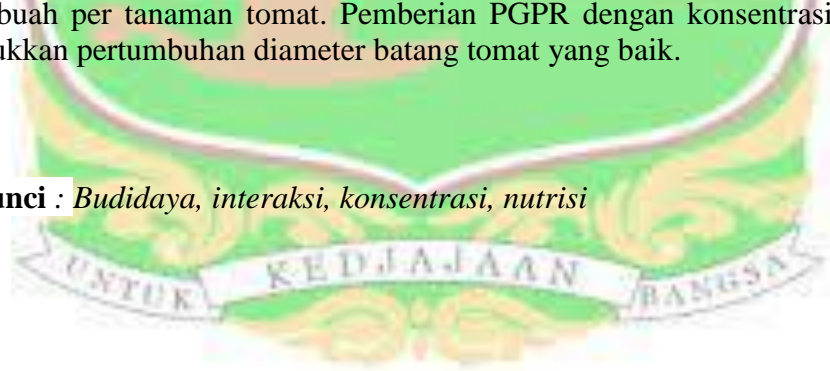 buah per tanaman tomat. Pemberian PGPR dengan konsentrasi
ukkan pertumbuhan diameter batang tomat yang baik.
unci : Budidaya, interaksi, konsentrasi, nutrisi
UNTUK KEDJAJAAN BANGSA